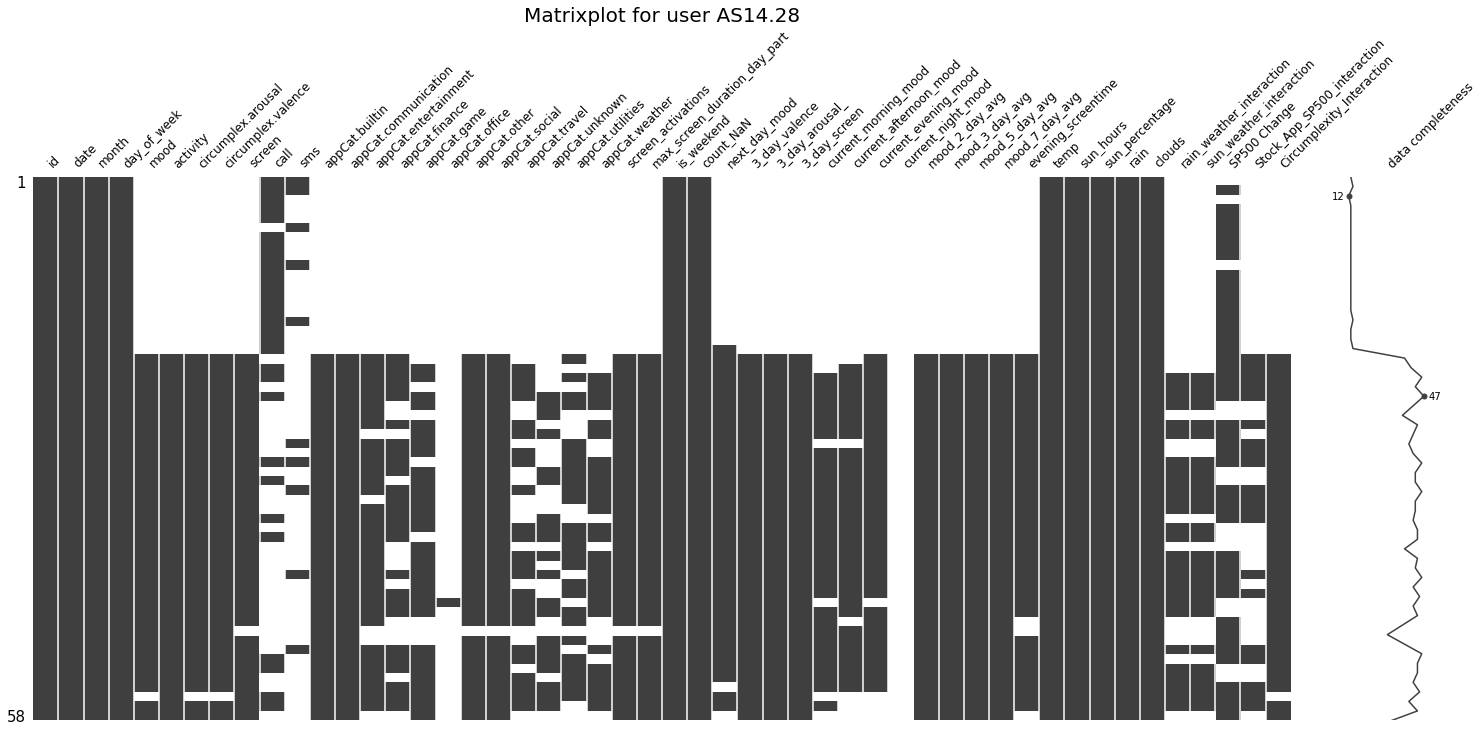 Matrixplot for user AS14.28
id
date
month
day_of_week
mood
activity
circumplex.arousal
circumplex.valence
screen
call
sms
appCat.builtin
appCat.communication
appCat.entertainment
appCat.finance
appCat.game
appCat.office
appCat.other
appCat.social
appCat.travel
appCat.unknown
appCat.utilities
appCat.weather
screen_activations
max_screen_duration_day_part
is_weekend
count_NaN
next_day_mood
3_day_valence
3_day_arousal_
3_day_screen
current_morning_mood
current_afternoon_mood
current_evening_mood
current_night_mood
mood_2_day_avg
mood_3_day_avg
mood_5_day_avg
mood_7_day_avg
evening_screentime
temp
sun_hours
sun_percentage
rain
clouds
rain_weather_interaction
sun_weather_interaction
SP500 Change
Stock_App_SP500_interaction
Circumplexity_Interaction
data completeness
1
12
47
58